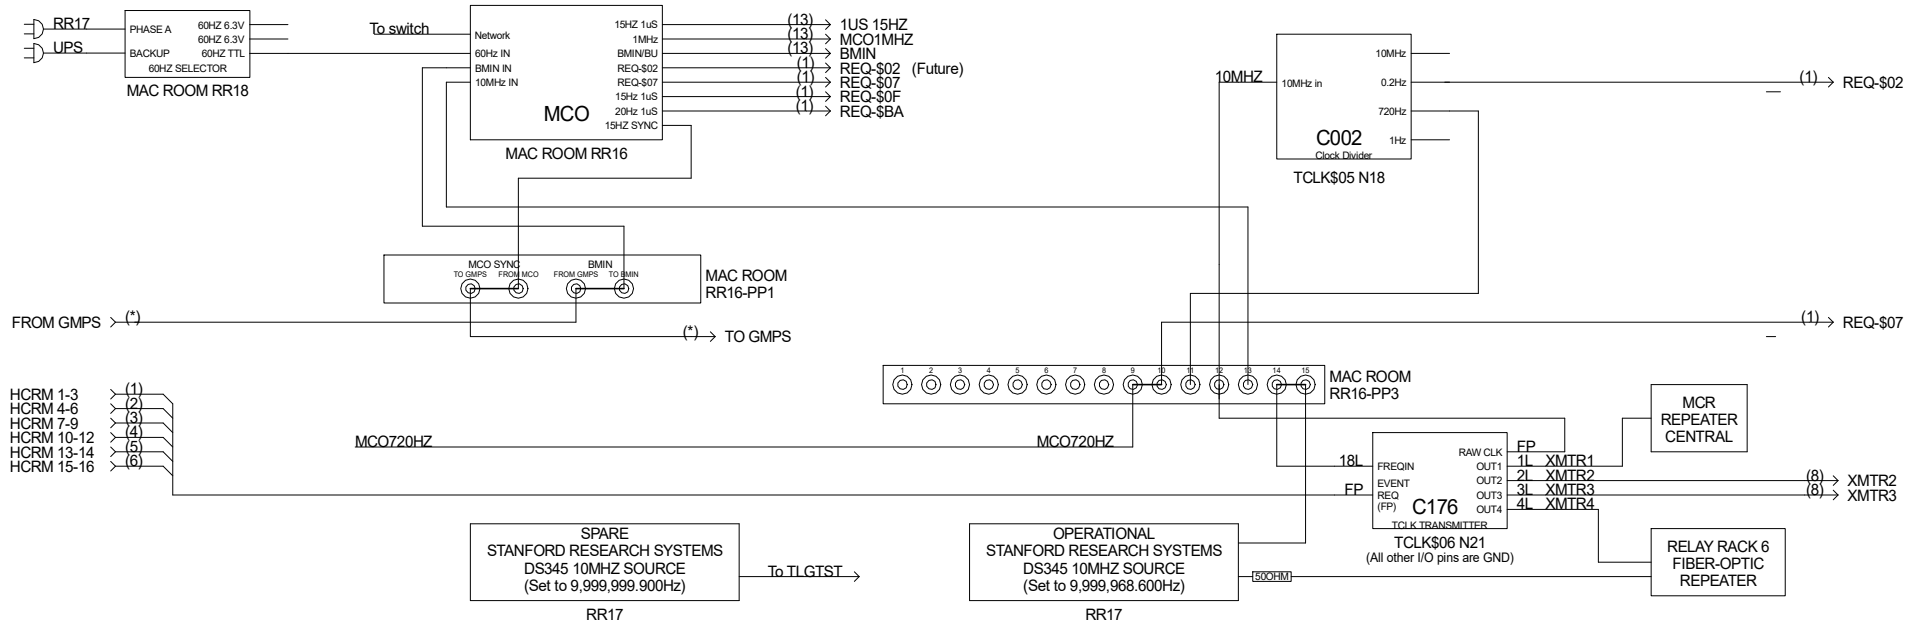 RR17
UPS
PHASE A
BACKUP
60HZ 6.3V
60HZ 6.3V
60HZ TTL
60HZ SELECTOR
MAC ROOM RR18
To switch
Network
60Hz IN
BMIN IN
10MHz IN
15HZ 1uS
1MHz
BMIN/BU
REQ-$02
REQ-$07
15Hz 1uS
20Hz 1uS
15HZ SYNC
MCO
MAC ROOM RR16
(13) 1US 15HZ
(13) MCO1MHZ
(13) BMIN
(1) REQ-$02 (Future)
(1) REQ-$07
(1) REQ-$0F
(1) REQ-$BA
10MHZ
10MHz in
10MHz
0.2Hz
720Hz
1Hz
C002
Clock Divider
TCLK$05 N18
(1) REQ-$02
MCO SYNC
BMIN
TO GMPS
FROM MCO
FROM GMPS
TO BMIN
MAC ROOM
RR16-PP1
FROM GMPS (*)
(*) TO GMPS
(1) REQ-$07
1 2 3 4 5 6 7 8 9 10 11 12 13 14 15
MAC ROOM
RR16-PP3
HCRM 1-3 (1)
HCRM 4-6 (2)
HCRM 7-9 (3)
HCRM 10-12 (4)
HCRM 13-14 (5)
HCRM 15-16 (6)
MCO720HZ
MCO720HZ
MCR
REPEATER
CENTRAL
18L
FP
FREQIN
EVENT
REQ
(FP)
RAW CLK
OUT1
OUT2
OUT3
OUT4
C176
TCLK TRANSMITTER
FP
1L XMTR1
2L XMTR2
3L XMTR3
4L XMTR4
(8) XMTR2
(8) XMTR3
TCLK$06 N21
(All other I/O pins are GND)
SPARE
STANFORD RESEARCH SYSTEMS
DS345 10MHZ SOURCE
(Set to 9,999,999.900Hz)
RR17
To TLGTST
OPERATIONAL
STANFORD RESEARCH SYSTEMS
DS345 10MHZ SOURCE
(Set to 9,999,968.600Hz)
RR17
50OHM
RELAY RACK 6
FIBER-OPTIC
REPEATER